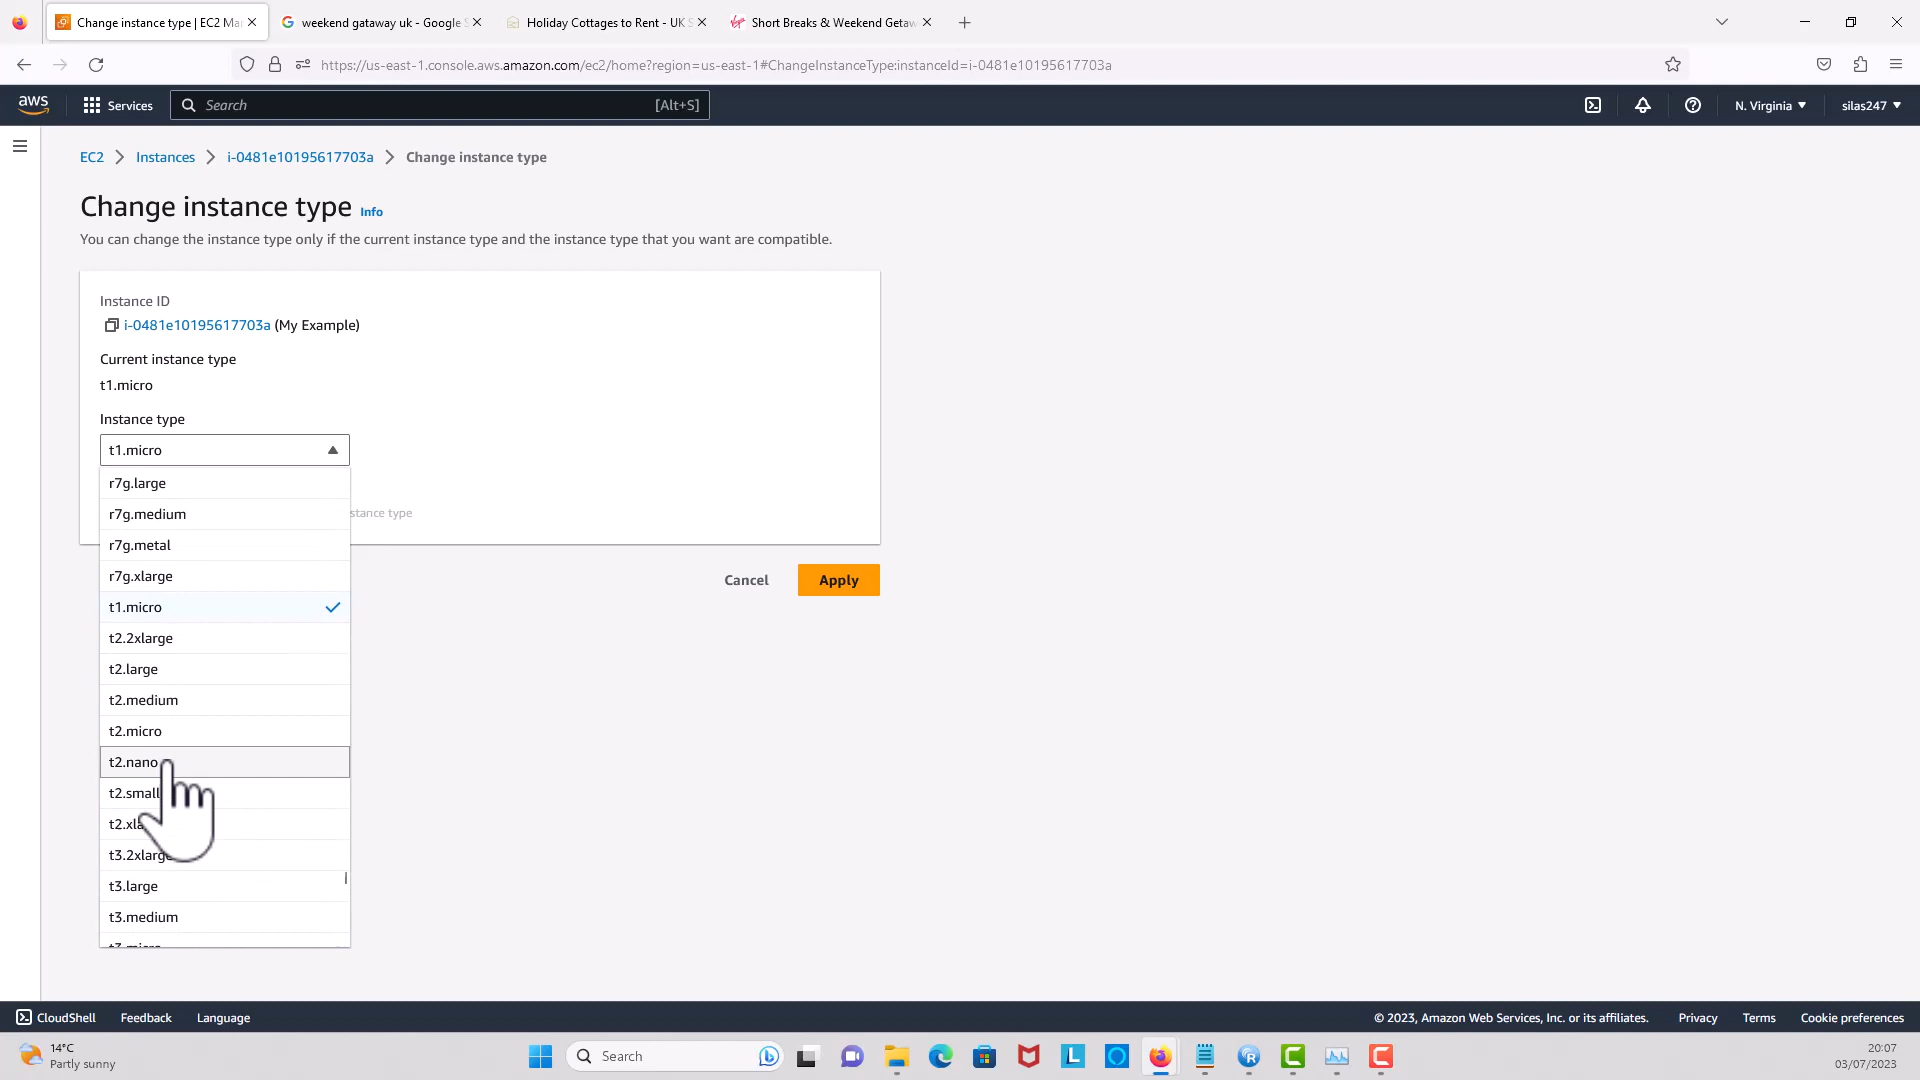 Change instance type | EC2 Ma
weekend gataway uk - Google S
Holiday Cottages to Rent - UK S
Short Breaks & Weekend Getaw
https://us-east-1.console.aws.amazon.com/ec2/home?region=us-east-1#ChangeInstanceType:instanceId=i-0481e10195617703a
aws
Services
Search
[Alt+S]
N. Virginia
silas247
EC2
Instances
i-0481e10195617703a
Change instance type
Change instance type Info
You can change the instance type only if the current instance type and the instance type that you want are compatible.
Instance ID
i-0481e10195617703a (My Example)
Current instance type
t1.micro
Instance type
t1.micro
r7g.large
r7g.medium
stance type
r7g.metal
r7g.xlarge
Cancel
Apply
t1.micro
t2.2xlarge
t2.large
t2.medium
t2.micro
t2.nano
t2.small
t2.xla
t3.2xlarge
t3.large
t3.medium
t3.micro
CloudShell
Feedback
Language
© 2023, Amazon Web Services, Inc. or its affiliates.
Privacy
Terms
Cookie preferences
14°C
Partly sunny
Search
20:07
03/07/2023